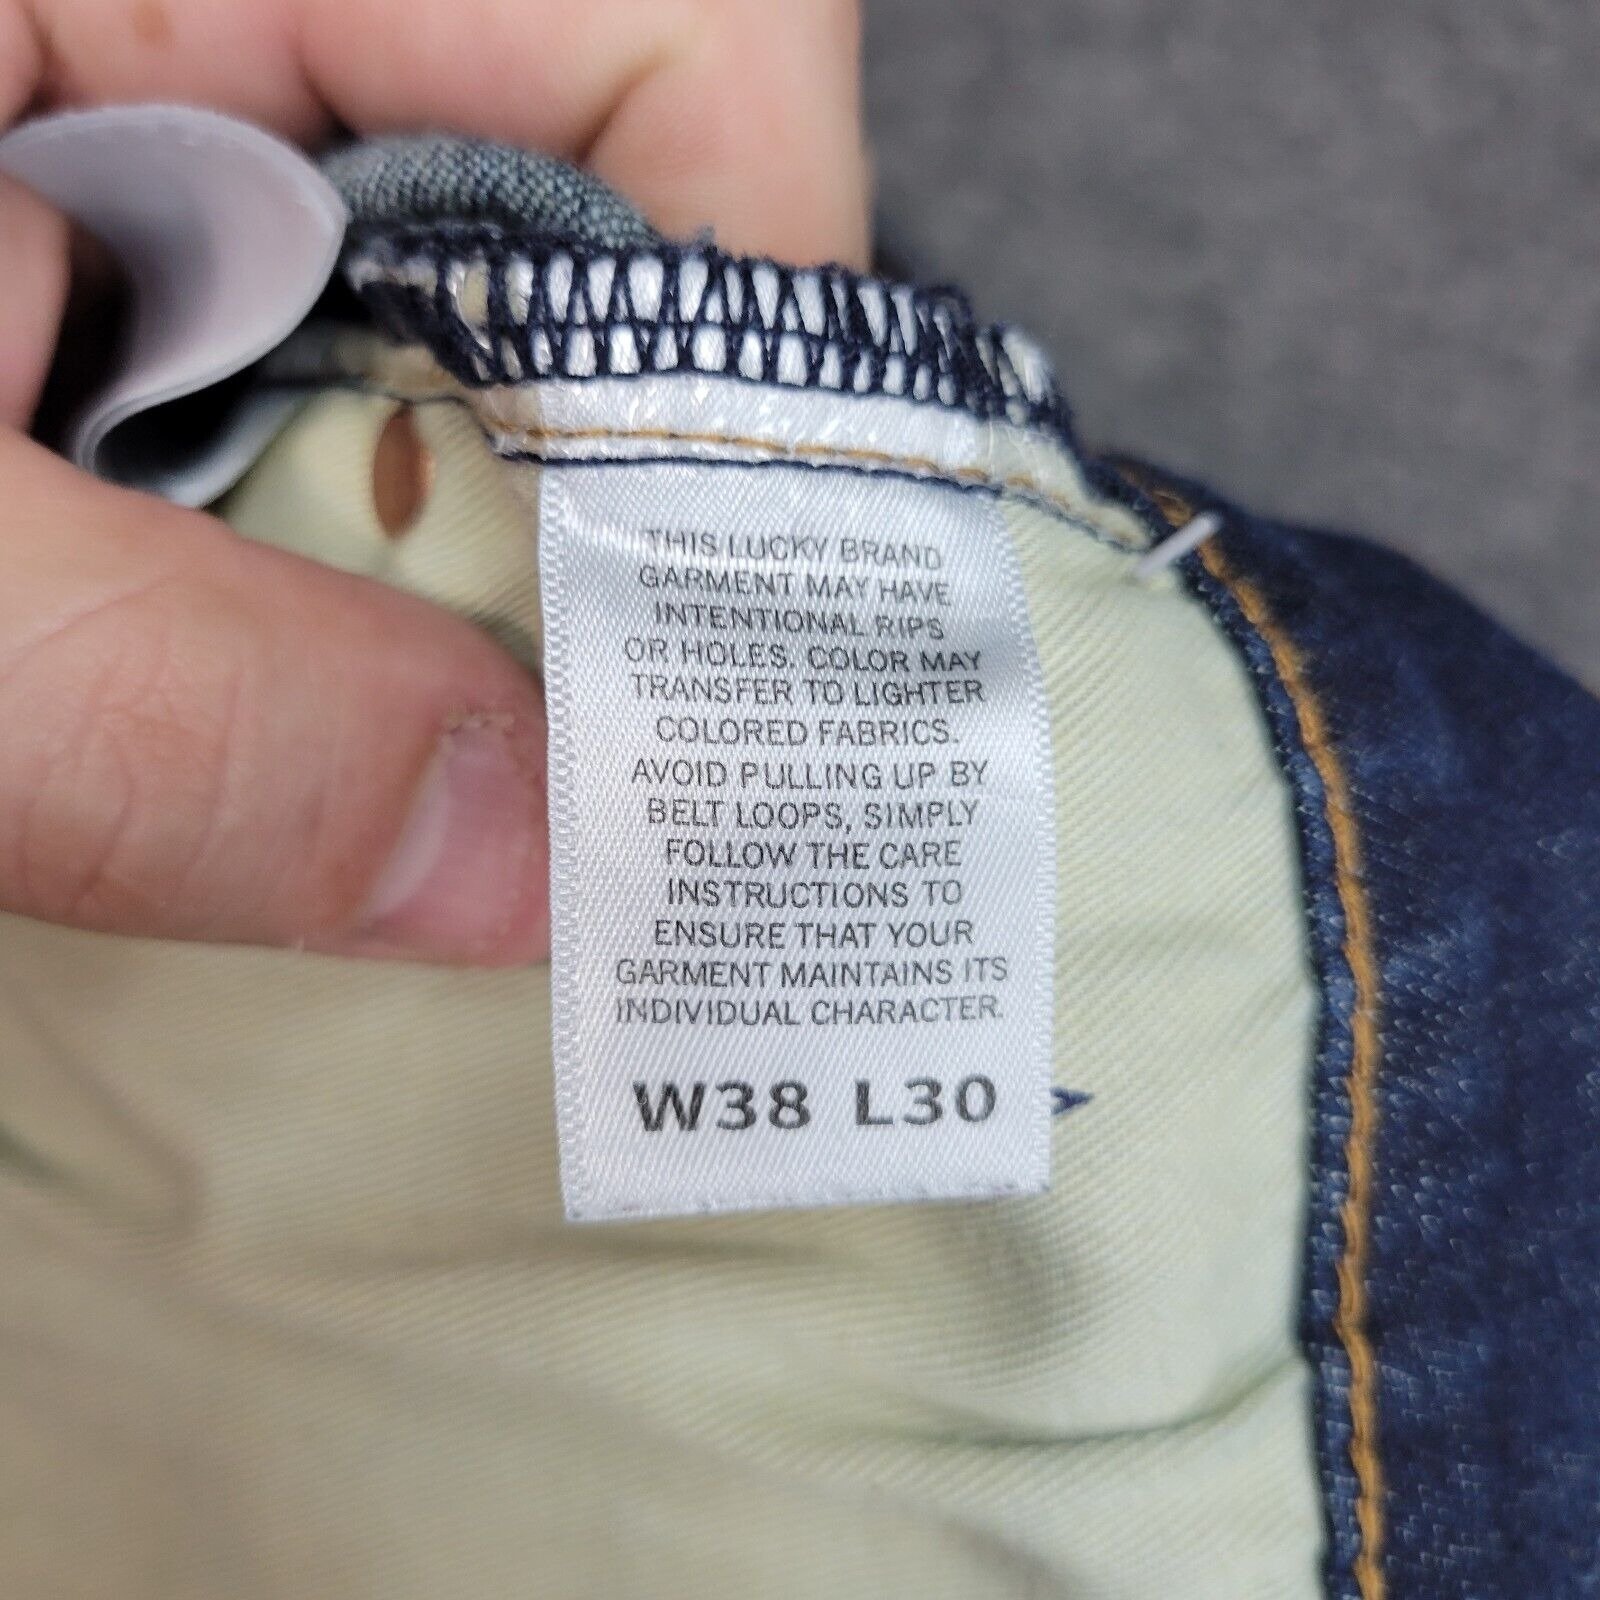 THIS LUCKY BRAND
GARMENT MAY HAVE
INTENTIONAL RIPS
OR HOLES. COLOR MAY
TRANSFER TO LIGHTER
COLORED FABRICS.
AVOID PULLING UP BY
BELT LOOPS, SIMPLY
FOLLOW THE CARE
INSTRUCTIONS TO
ENSURE THAT YOUR
GARMENT MAINTAINS ITS
INDIVIDUAL CHARACTER.
W38 L30